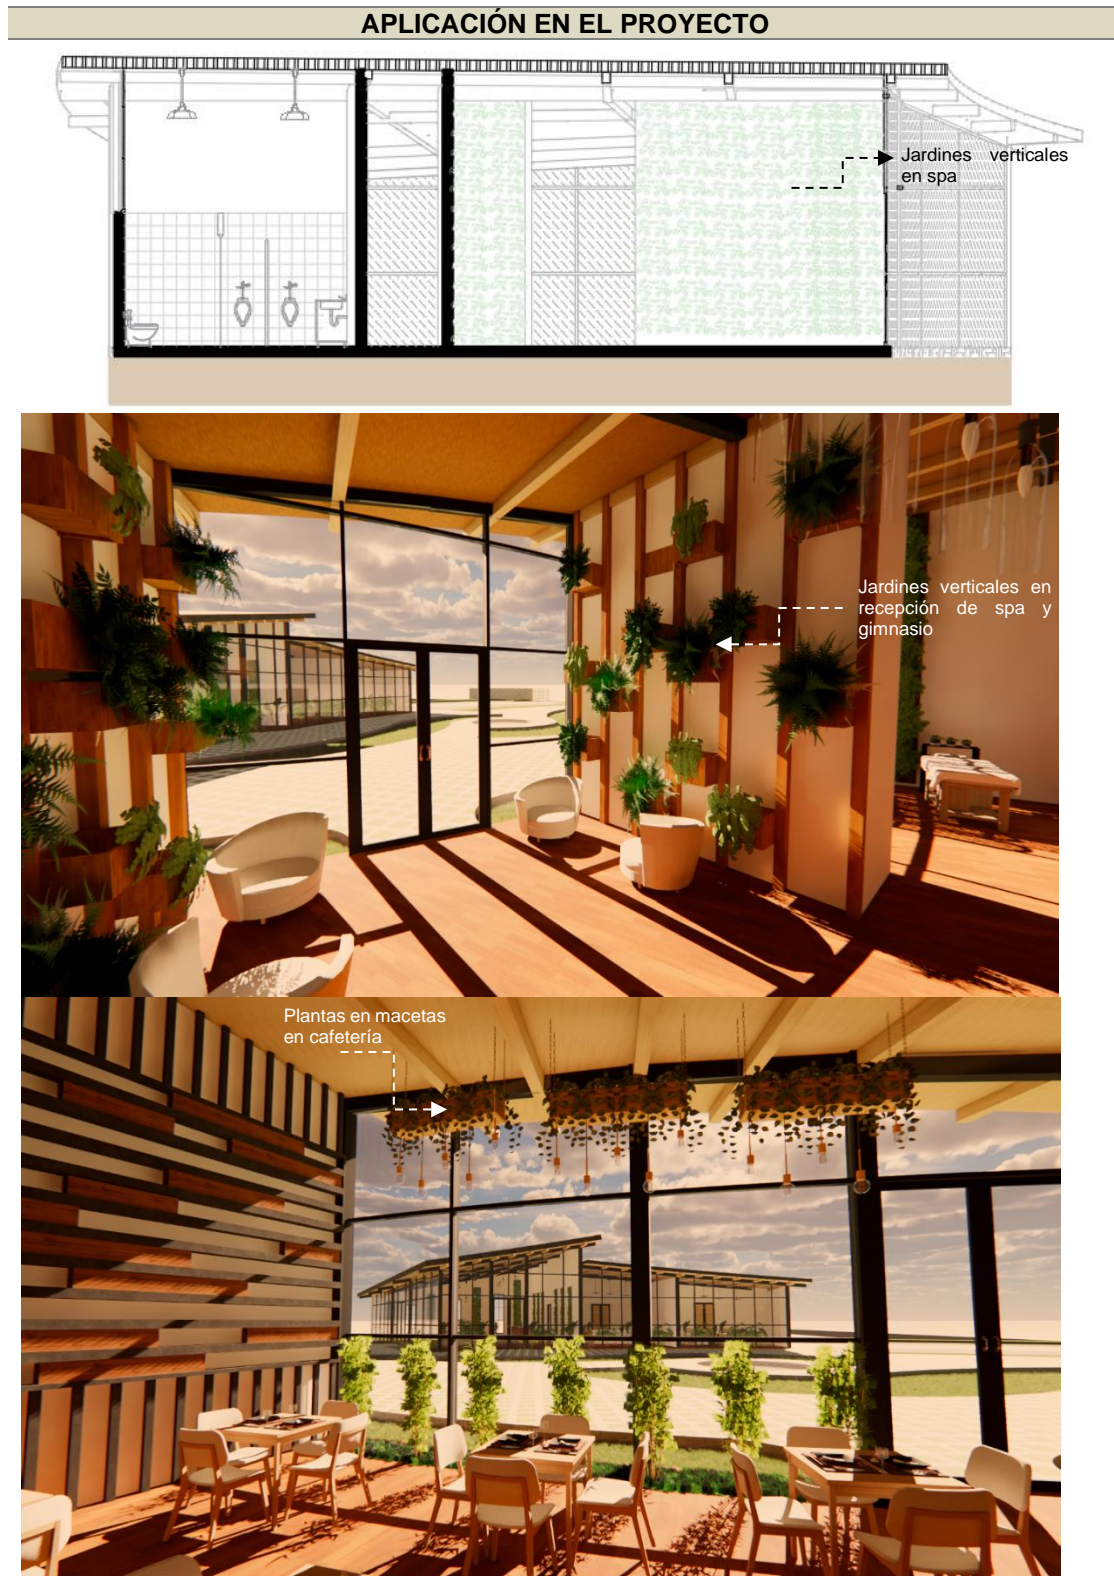 APLICACIÓN EN EL PROYECTO
Jardines verticales
en spa
Jardines verticales en
recepción de spa y
gimnasio
Plantas en macetas
en cafetería